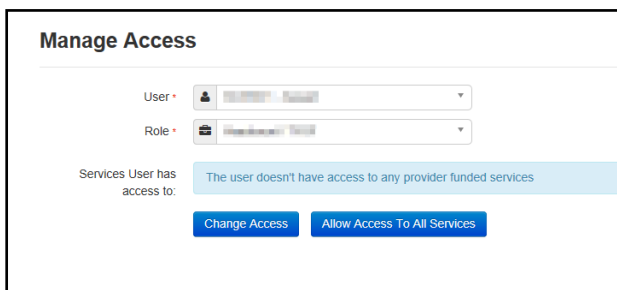 Manage Access
User *
Role *
Services User has
access to:
The user doesn't have access to any provider funded services
Change Access
Allow Access To All Services